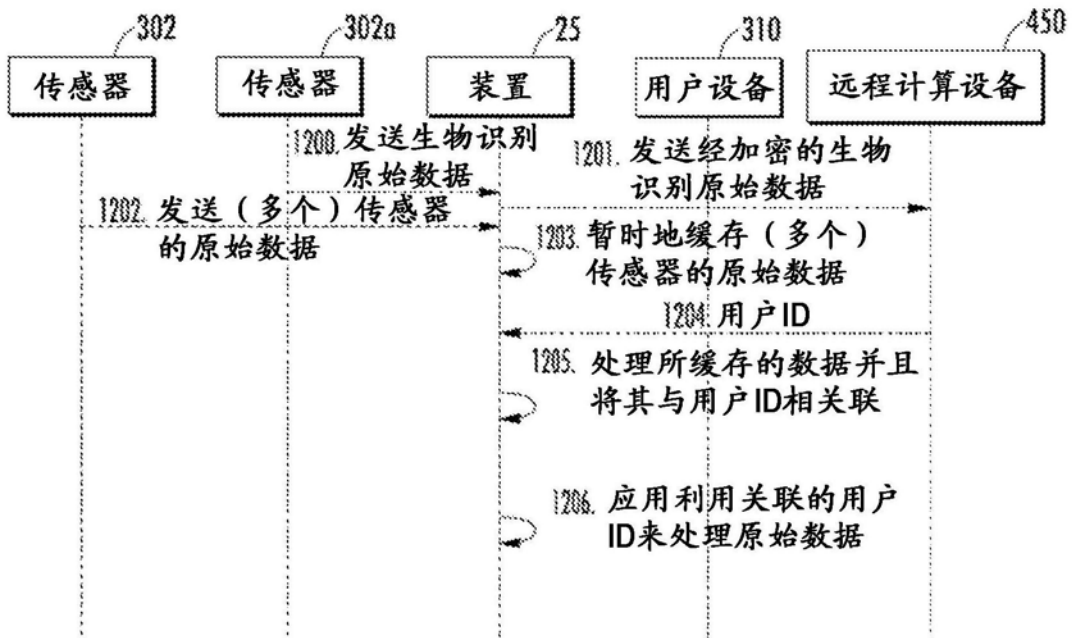 302
302a
25
310
450
传感器
传感器
装置
用户设备
远程计算设备
1200. 发送生物识别
原始数据
1201. 发送经加密的生物
识别原始数据
1202. 发送（多个）传感器
的原始数据
1203. 暂时地缓存（多个）
传感器的原始数据
1204. 用户ID
1205. 处理所缓存的数据并且
将其与用户ID相关联
1206. 应用利用关联的用户
ID来处理原始数据